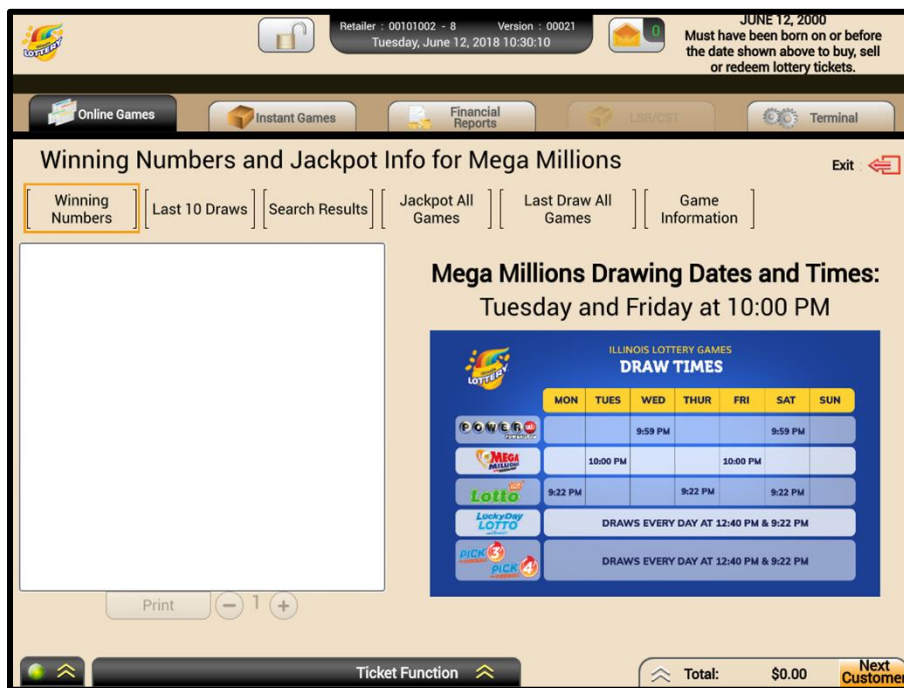 LOTTERY
Retailer : 00101002 - 8 Version : 00021
Tuesday, June 12, 2018 10:30:10
0
JUNE 12, 2000
Must have been born on or before
the date shown above to buy, sell
or redeem lottery tickets.
Online Games
Instant Games
Financial
Reports
LSR/CST
Terminal
Winning Numbers and Jackpot Info for Mega Millions
Exit
Winning
Numbers
Last 10 Draws
Search Results
Jackpot All
Games
Last Draw All
Games
Game
Information
Mega Millions Drawing Dates and Times:
Tuesday and Friday at 10:00 PM
LOTTERY
ILLINOIS LOTTERY GAMES
DRAW TIMES
MON TUES WED THUR FRI SAT SUN
POWER
9:59 PM 9:59 PM
MEGA
MILLIONS
10:00 PM 10:00 PM
Lotto
9:22 PM 9:22 PM 9:22 PM
LuckyDay
LOTTO
DRAWS EVERY DAY AT 12:40 PM & 9:22 PM
PICK 3
PICK 4
DRAWS EVERY DAY AT 12:40 PM & 9:22 PM
Print
1
Ticket Function
Total: $0.00
Next
Customer